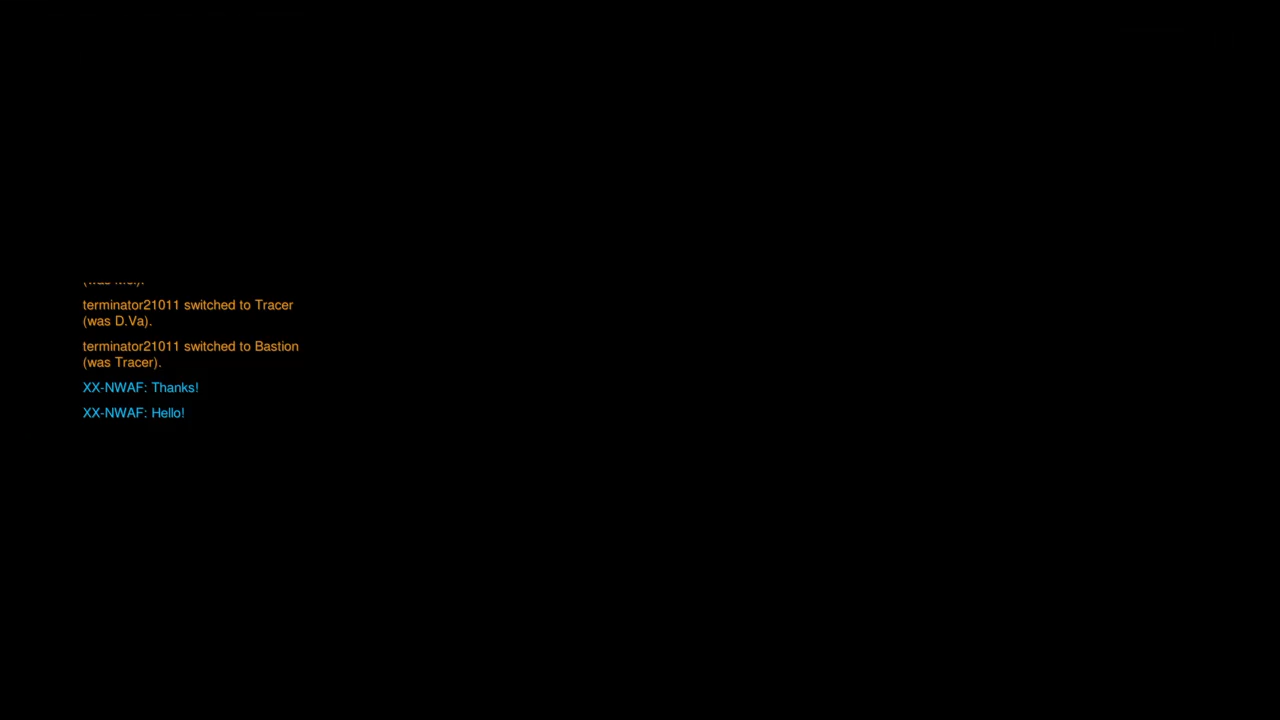 terminator21011 switched to Tracer
(was D.Va).
terminator21011 switched to Bastion
(was Tracer).
XX-NWAF: Thanks!
XX-NWAF: Hello!